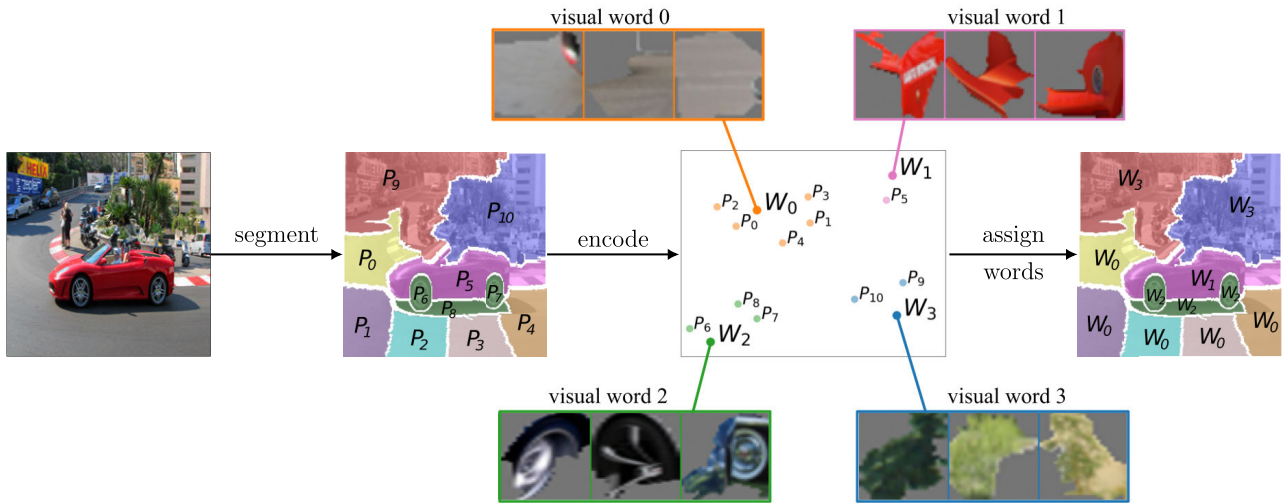 visual word 0
visual word 1
HELIX
segment
P9
P10
P0
P5
P6
P7
P8
P1
P2
P3
P4
encode
W1
P5
P3
P2
W0
P0
P1
P4
P9
P10
P8
W3
P7
P6
W2
assign
words
W3
W3
W0
W1
W2
W2
W2
W0
W0
W0
W0
visual word 2
visual word 3